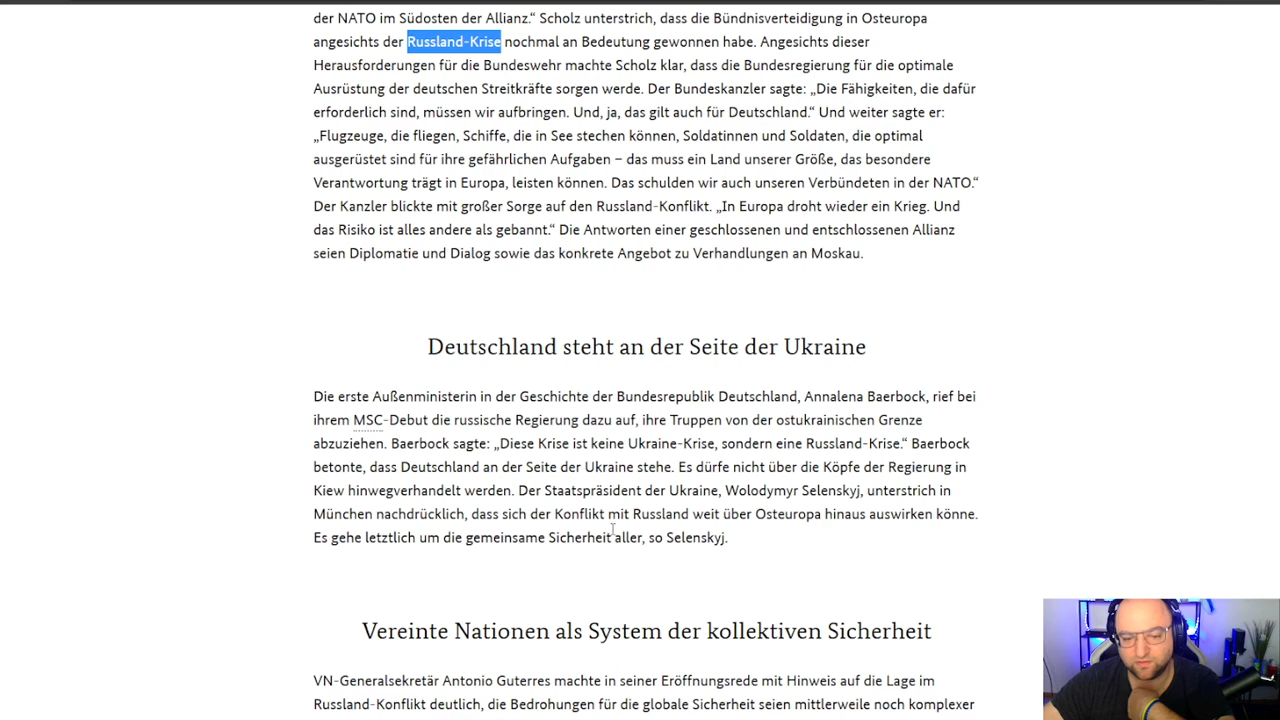 der NATO im Südosten der Allianz.“ Scholz unterstrich, dass die Bündnisverteidigung in Osteuropa
angesichts der Russland-Krise nochmal an Bedeutung gewonnen habe. Angesichts dieser
Herausforderungen für die Bundeswehr machte Scholz klar, dass die Bundesregierung für die optimale
Ausrüstung der deutschen Streitkräfte sorgen werde. Der Bundeskanzler sagte: „Die Fähigkeiten, die dafür
erforderlich sind, müssen wir aufbringen. Und, ja, das gilt auch für Deutschland.“ Und weiter sagte er:
„Flugzeuge, die fliegen, Schiffe, die in See stechen können, Soldatinnen und Soldaten, die optimal
ausgerüstet sind für ihre gefährlichen Aufgaben – das muss ein Land unserer Größe, das besondere
Verantwortung trägt in Europa, leisten können. Das schulden wir auch unseren Verbündeten in der NATO.“
Der Kanzler blickte mit großer Sorge auf den Russland-Konflikt. „In Europa droht wieder ein Krieg. Und
das Risiko ist alles andere als gebannt.“ Die Antworten einer geschlossenen und entschlossenen Allianz
seien Diplomatie und Dialog sowie das konkrete Angebot zu Verhandlungen an Moskau.
Deutschland steht an der Seite der Ukraine
Die erste Außenministerin in der Geschichte der Bundesrepublik Deutschland, Annalena Baerbock, rief bei
ihrem MSC-Debut die russische Regierung dazu auf, ihre Truppen von der ostukrainischen Grenze
abzuziehen. Baerbock sagte: „Diese Krise ist keine Ukraine-Krise, sondern eine Russland-Krise.“ Baerbock
betonte, dass Deutschland an der Seite der Ukraine stehe. Es dürfe nicht über die Köpfe der Regierung in
Kiew hinwegverhandelt werden. Der Staatspräsident der Ukraine, Wolodymyr Selenskyj, unterstrich in
München nachdrücklich, dass sich der Konflikt mit Russland weit über Osteuropa hinaus auswirken könne.
Es gehe letztlich um die gemeinsame Sicherheit aller, so Selenskyj.
Vereinte Nationen als System der kollektiven Sicherheit
VN-Generalsekretär Antonio Guterres machte in seiner Eröffnungsrede mit Hinweis auf die Lage im
Russland-Konflikt deutlich, die Bedrohungen für die globale Sicherheit seien mittlerweile noch komplexer